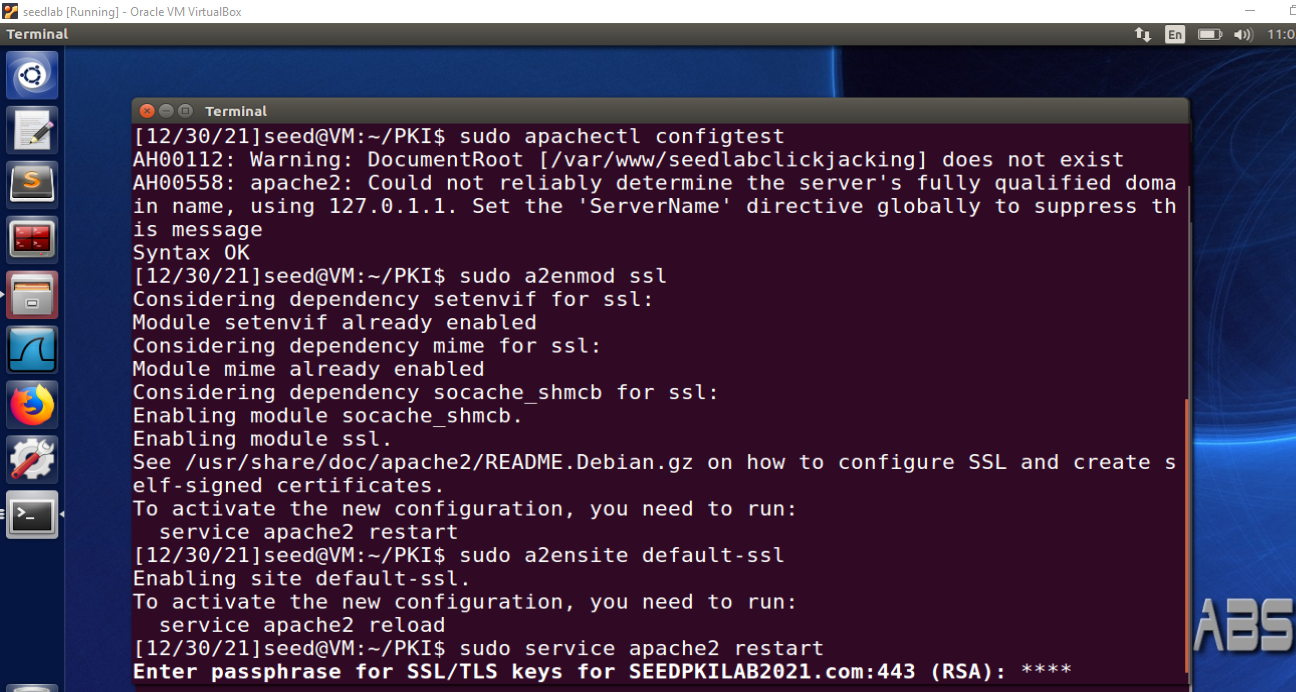 seedlab [Running] - Oracle VM VirtualBox
Terminal
En
11:0
Terminal
[12/30/21]seed@VM:~/PKI$ sudo apachectl configtest
AH00112: Warning: DocumentRoot [/var/www/seedlabclickjacking] does not exist
AH00558: apache2: Could not reliably determine the server's fully qualified doma
in name, using 127.0.1.1. Set the 'ServerName' directive globally to suppress th
is message
Syntax OK
[12/30/21]seed@VM:~/PKI$ sudo a2enmod ssl
Considering dependency setenvif for ssl:
Module setenvif already enabled
Considering dependency mime for ssl:
Module mime already enabled
Considering dependency socache_shmcb for ssl:
Enabling module socache_shmcb.
Enabling module ssl.
See /usr/share/doc/apache2/README.Debian.gz on how to configure SSL and create s
elf-signed certificates.
To activate the new configuration, you need to run:
  service apache2 restart
[12/30/21]seed@VM:~/PKI$ sudo a2ensite default-ssl
Enabling site default-ssl.
To activate the new configuration, you need to run:
  service apache2 reload
[12/30/21]seed@VM:~/PKI$ sudo service apache2 restart
Enter passphrase for SSL/TLS keys for SEEDPKILAB2021.com:443 (RSA): ****
ABS